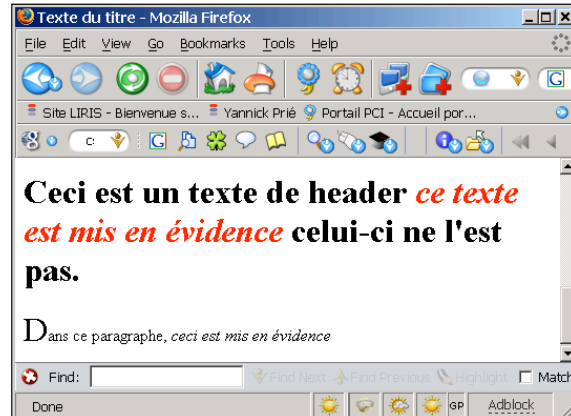 Texte du titre - Mozilla Firefox
File Edit View Go Bookmarks Tools Help
G
Site LIRIS - Bienvenue s... Yannick Prié Portail PCI - Accueil por...
c G
Ceci est un texte de header ce texte
est mis en évidence celui-ci ne l'est
pas.
Dans ce paragraphe, ceci est mis en évidence
Find: Find Next Find Previous Highlight Match
Done GP Adblock